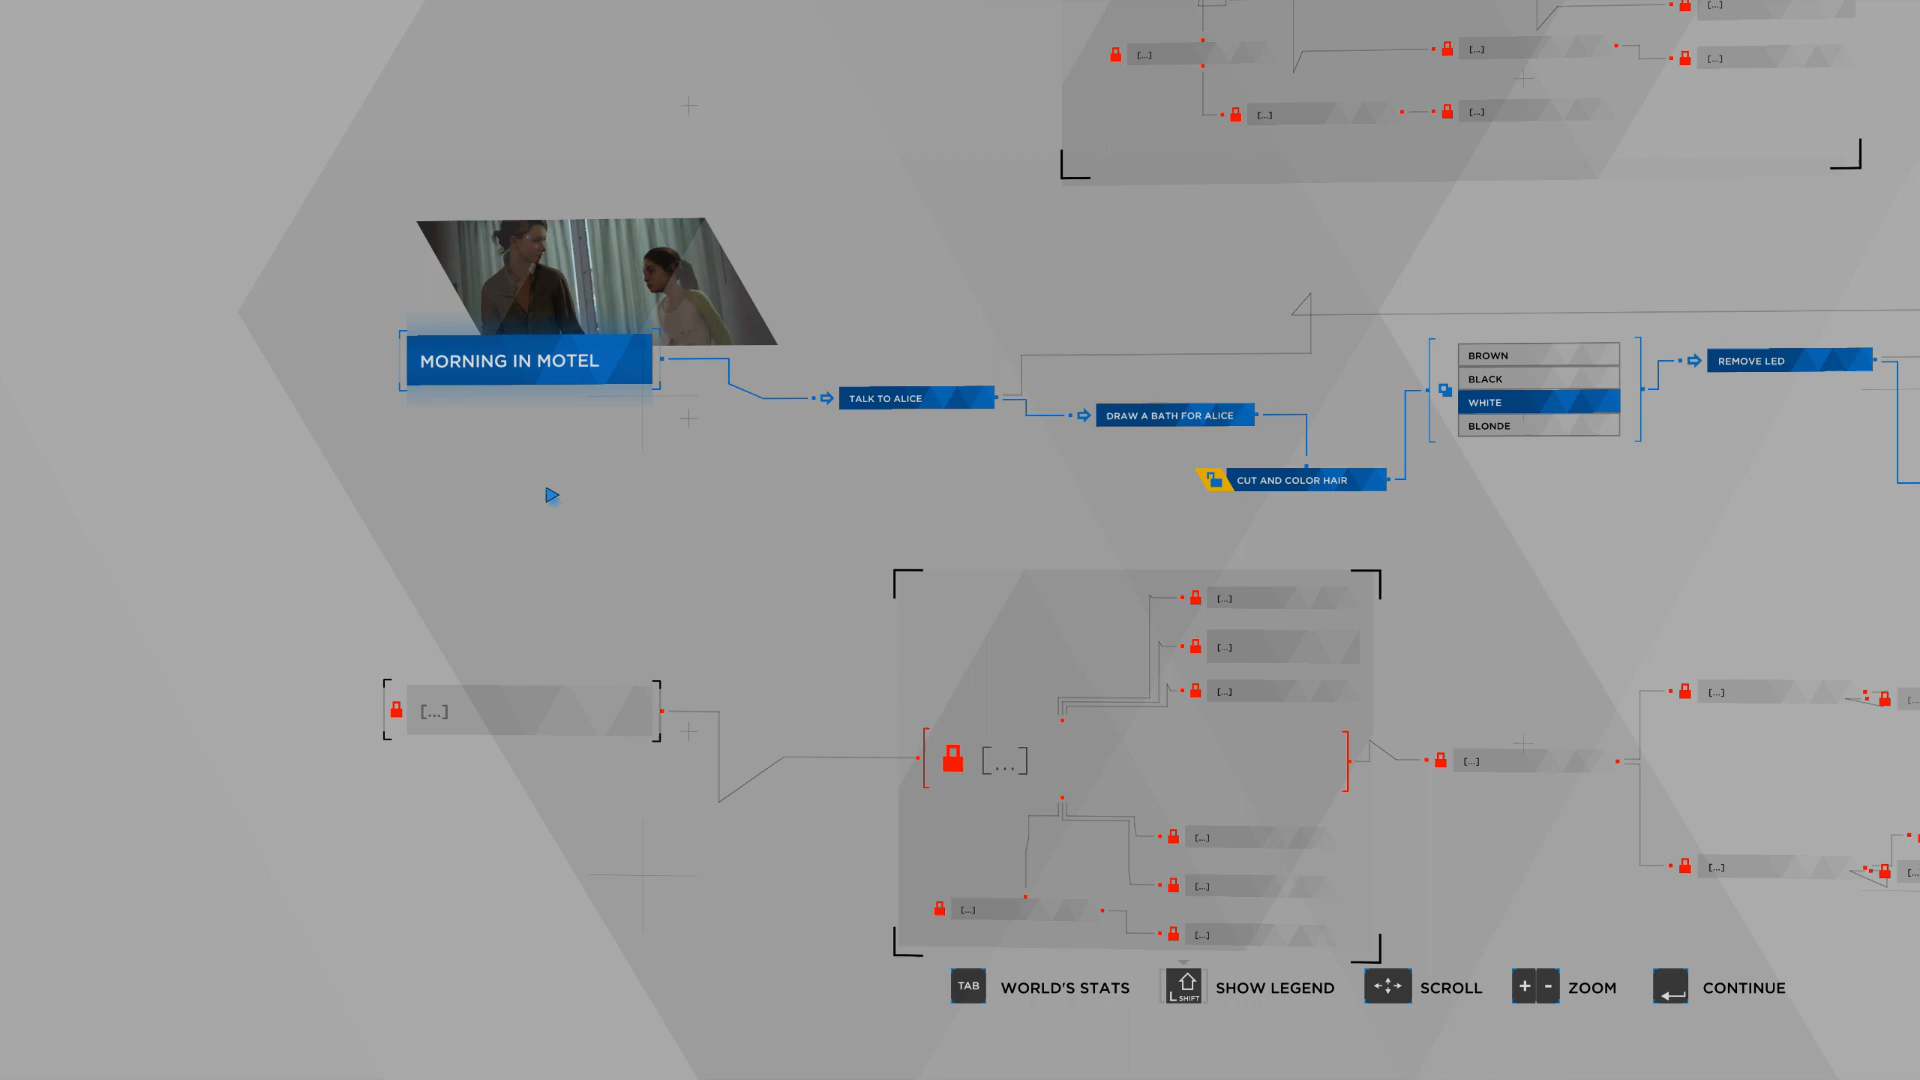 [...]
[...]
[...]
[...]
[...]
[...]
[...]
MORNING IN MOTEL
TALK TO ALICE
DRAW A BATH FOR ALICE
CUT AND COLOR HAIR
BROWN
BLACK
WHITE
BLONDE
REMOVE LED
[...]
[...]
[...]
[...]
[...]
[...]
[...]
[...]
[...]
[...]
[...]
[...]
TAB WORLD'S STATS
L SHIFT SHOW LEGEND
SCROLL
+ - ZOOM
CONTINUE